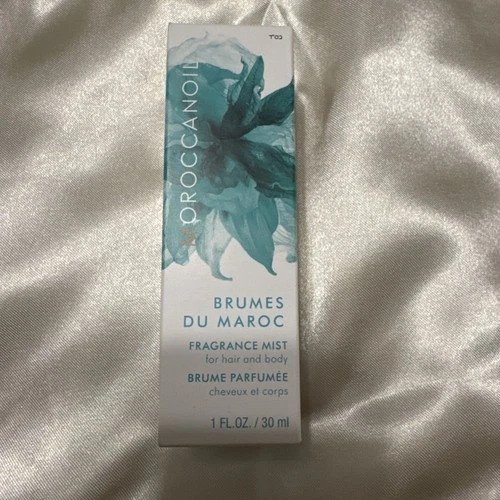 MOROCCANOIL
BRUMES
DU MAROC
FRAGRANCE MIST
for hair and body
BRUME PARFUMÉE
cheveux et corps
1 FL.OZ. / 30 ml